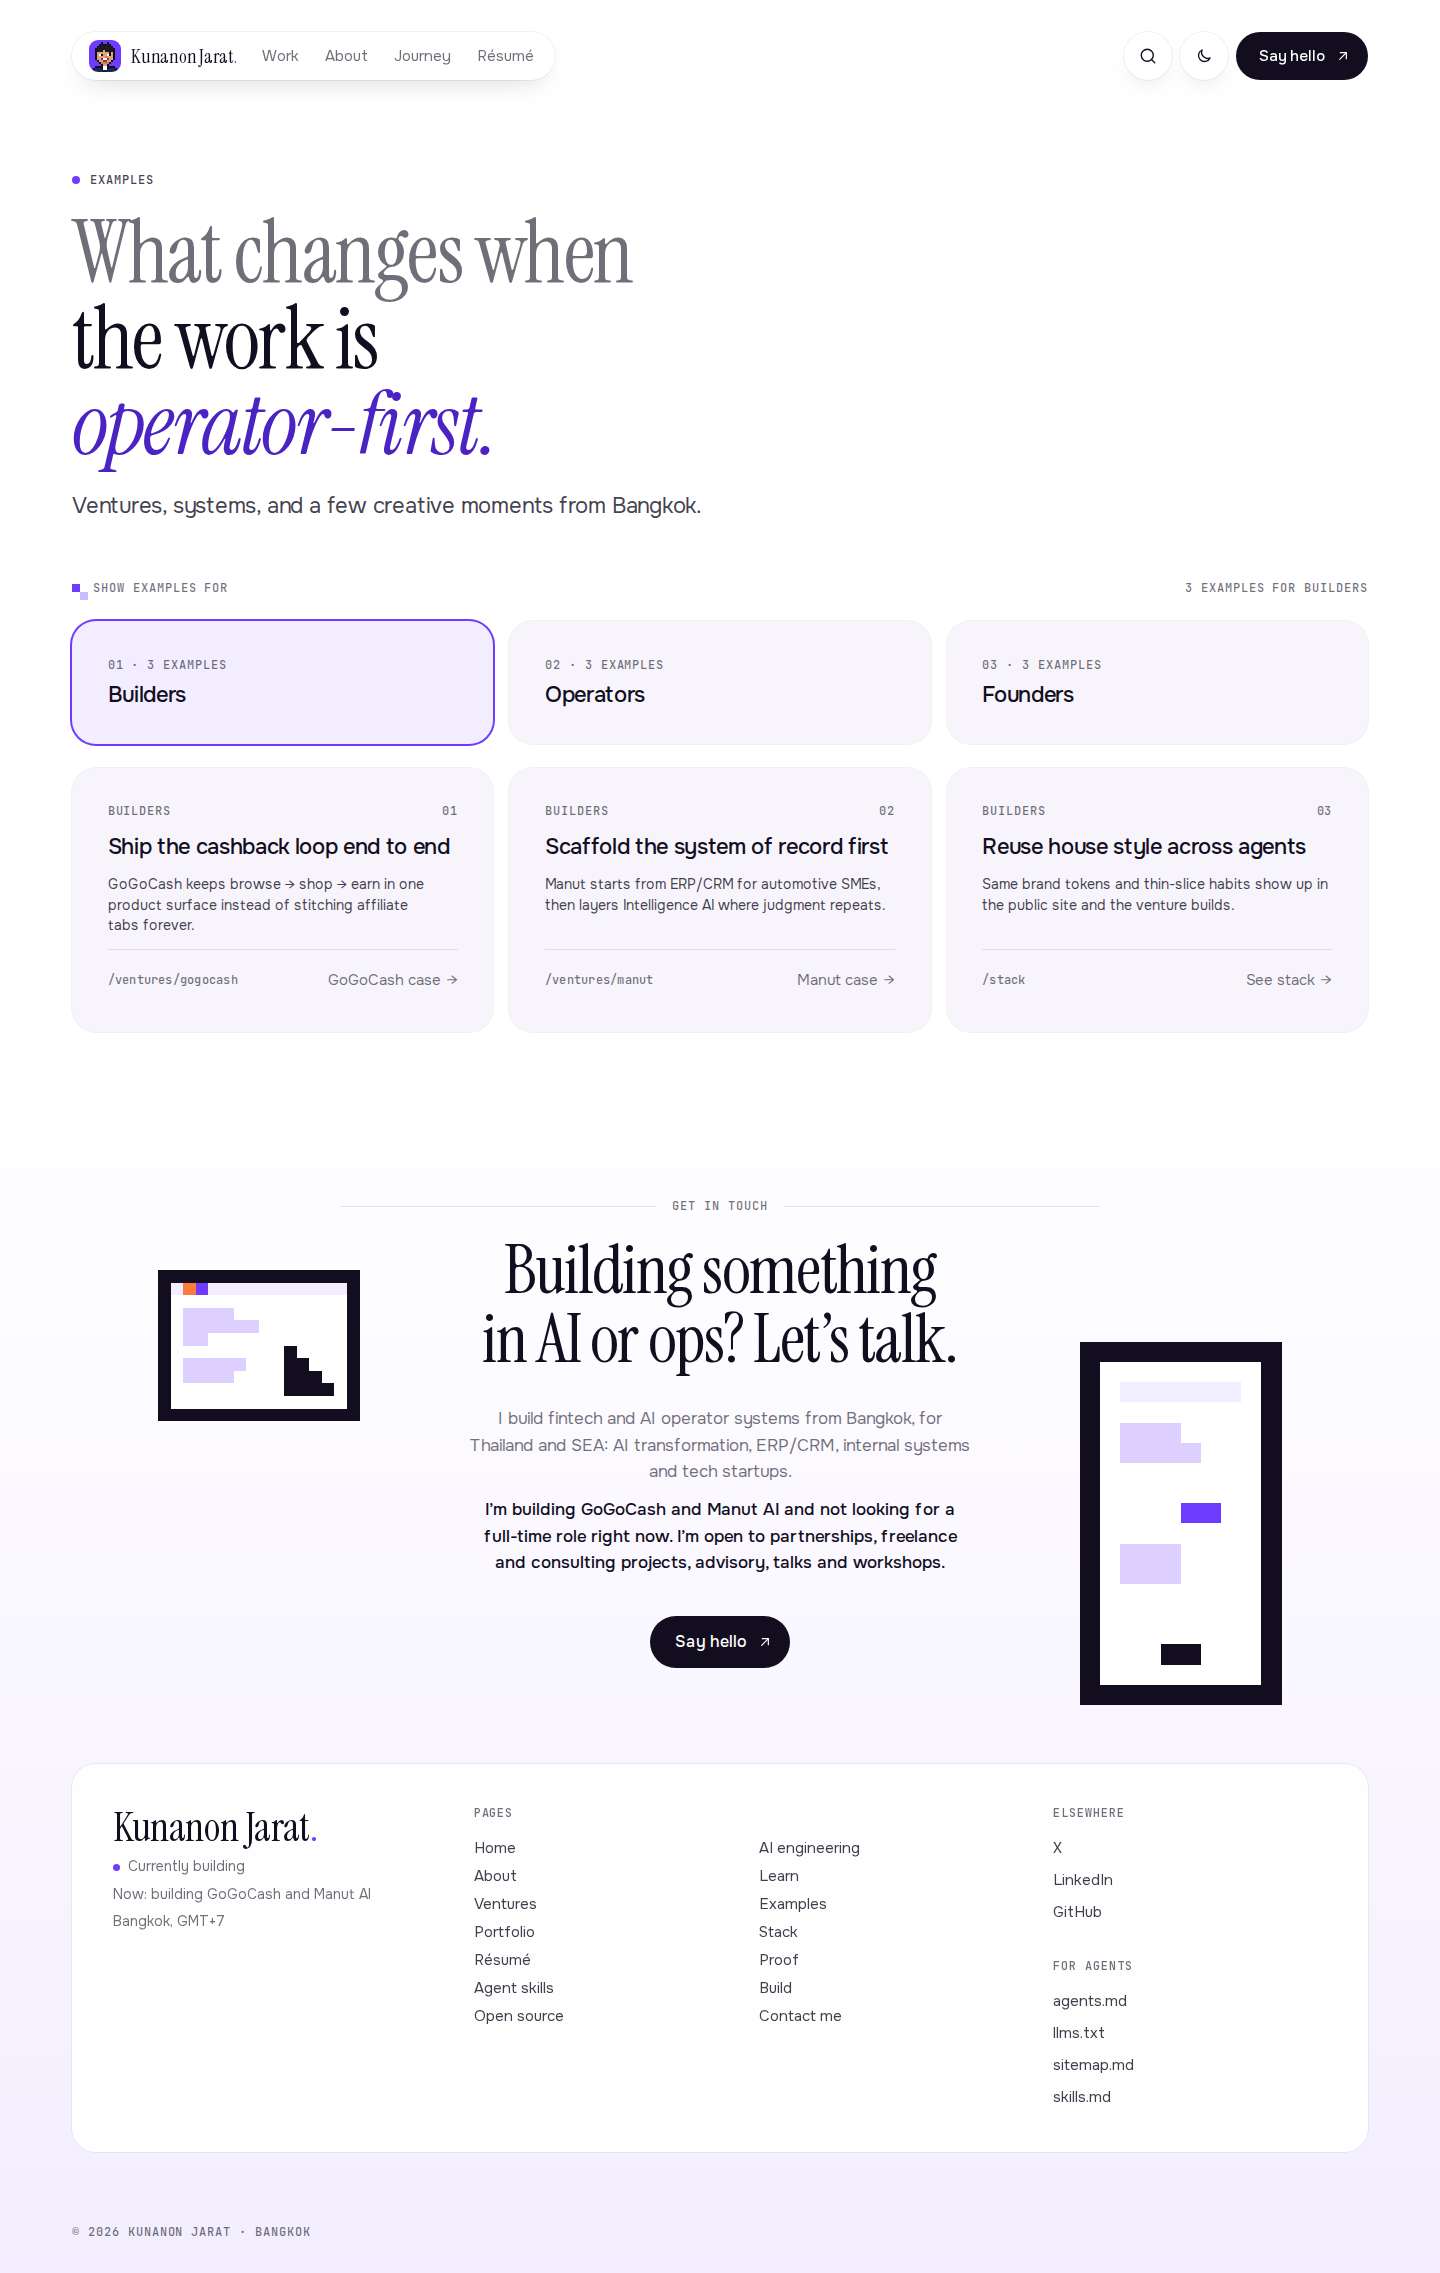 Kunanon Jarat.
Work
About
Journey
Résumé
Say hello
EXAMPLES
What changes when
the work is
operator-first.
Ventures, systems, and a few creative moments from Bangkok.
SHOW EXAMPLES FOR
3 EXAMPLES FOR BUILDERS
01 · 3 EXAMPLES
Builders
02 · 3 EXAMPLES
Operators
03 · 3 EXAMPLES
Founders
BUILDERS 01
Ship the cashback loop end to end
GoGoCash keeps browse → shop → earn in one
product surface instead of stitching affiliate
tabs forever.
/ventures/gogocash GoGoCash case →
BUILDERS 02
Scaffold the system of record first
Manut starts from ERP/CRM for automotive SMEs,
then layers Intelligence AI where judgment repeats.
/ventures/manut Manut case →
BUILDERS 03
Reuse house style across agents
Same brand tokens and thin-slice habits show up in
the public site and the venture builds.
/stack See stack →
GET IN TOUCH
Building something
in AI or ops? Let’s talk.
I build fintech and AI operator systems from Bangkok, for
Thailand and SEA: AI transformation, ERP/CRM, internal systems
and tech startups.
I’m building GoGoCash and Manut AI and not looking for a
full-time role right now. I’m open to partnerships, freelance
and consulting projects, advisory, talks and workshops.
Say hello
Kunanon Jarat.
Currently building
Now: building GoGoCash and Manut AI
Bangkok, GMT+7
PAGES
Home
About
Ventures
Portfolio
Résumé
Agent skills
Open source
AI engineering
Learn
Examples
Stack
Proof
Build
Contact me
ELSEWHERE
X
LinkedIn
GitHub
FOR AGENTS
agents.md
llms.txt
sitemap.md
skills.md
© 2026 KUNANON JARAT · BANGKOK